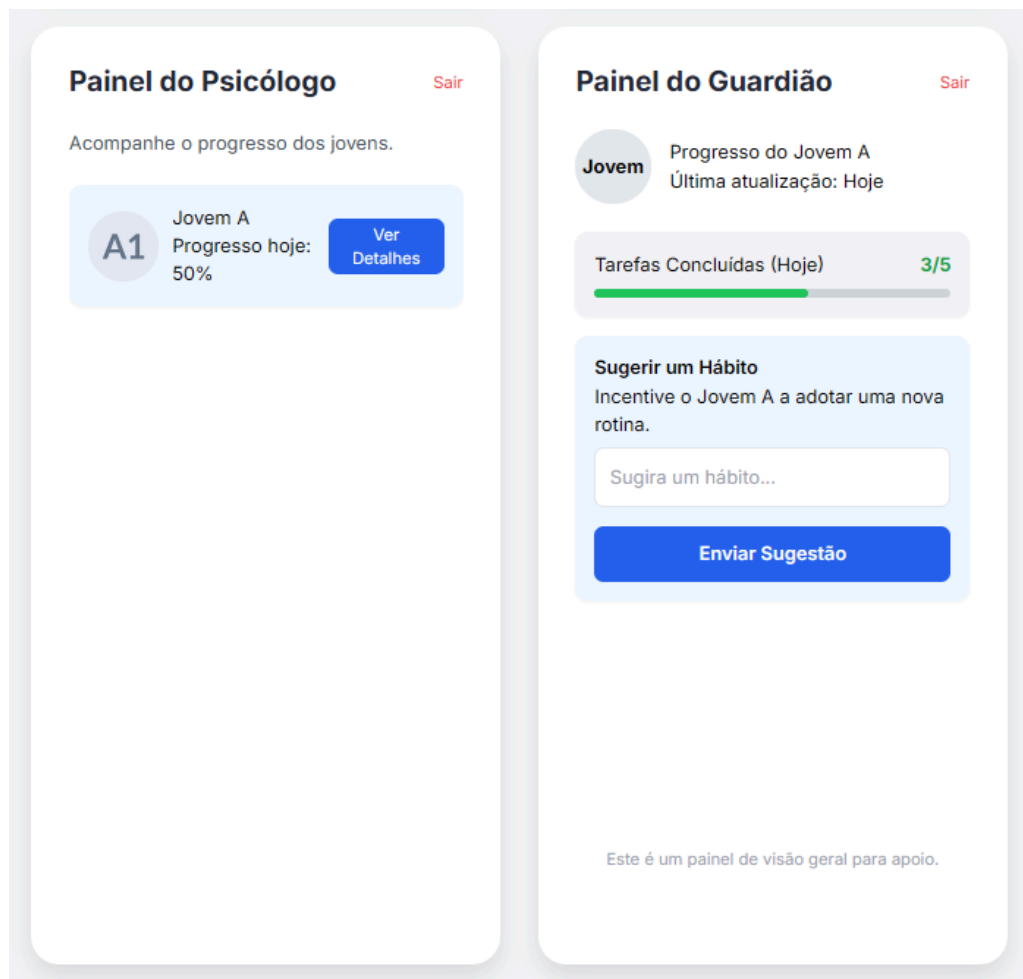 Painel do Psicólogo
Sair
Acompanhe o progresso dos jovens.
A1
Jovem A
Progresso hoje:
50%
Ver
Detalhes
Painel do Guardião
Sair
Jovem
Progresso do Jovem A
Última atualização: Hoje
Tarefas Concluídas (Hoje)
3/5
Sugerir um Hábito
Incentive o Jovem A a adotar uma nova
rotina.
Sugira um hábito...
Enviar Sugestão
Este é um painel de visão geral para apoio.